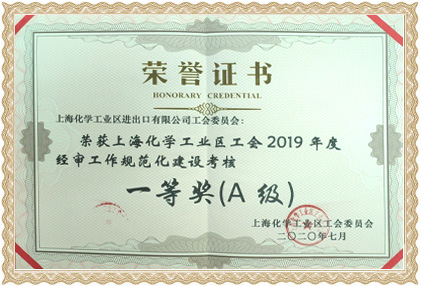 荣誉证书
HONORARY CREDENTIAL
上海化学工业区进出口有限公司工会委员会：
荣获上海化学工业区工会2019年度
经审工作规范化建设考核
一等奖(A级)
上海化学工业区工会委员会
二〇二〇年七月